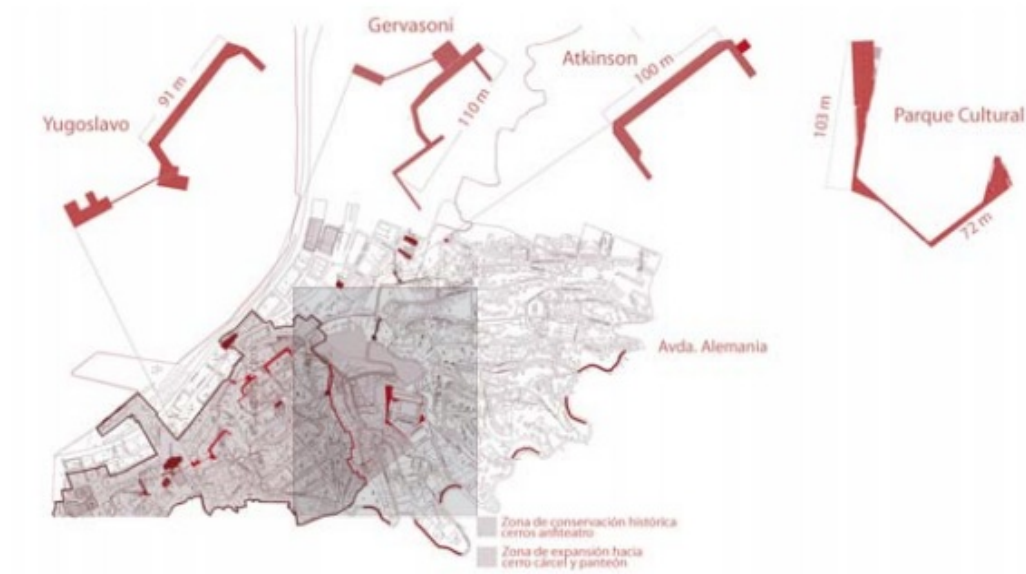 Gervasoni
Atkinson
Yugoslavo
Parque Cultural
91 m
110 m
100 m
103 m
72 m
Avda. Alemania
Zona de conservación histórica
cerros anfiteatro
Zona de expansión hacia
cerro cárcel y panteón